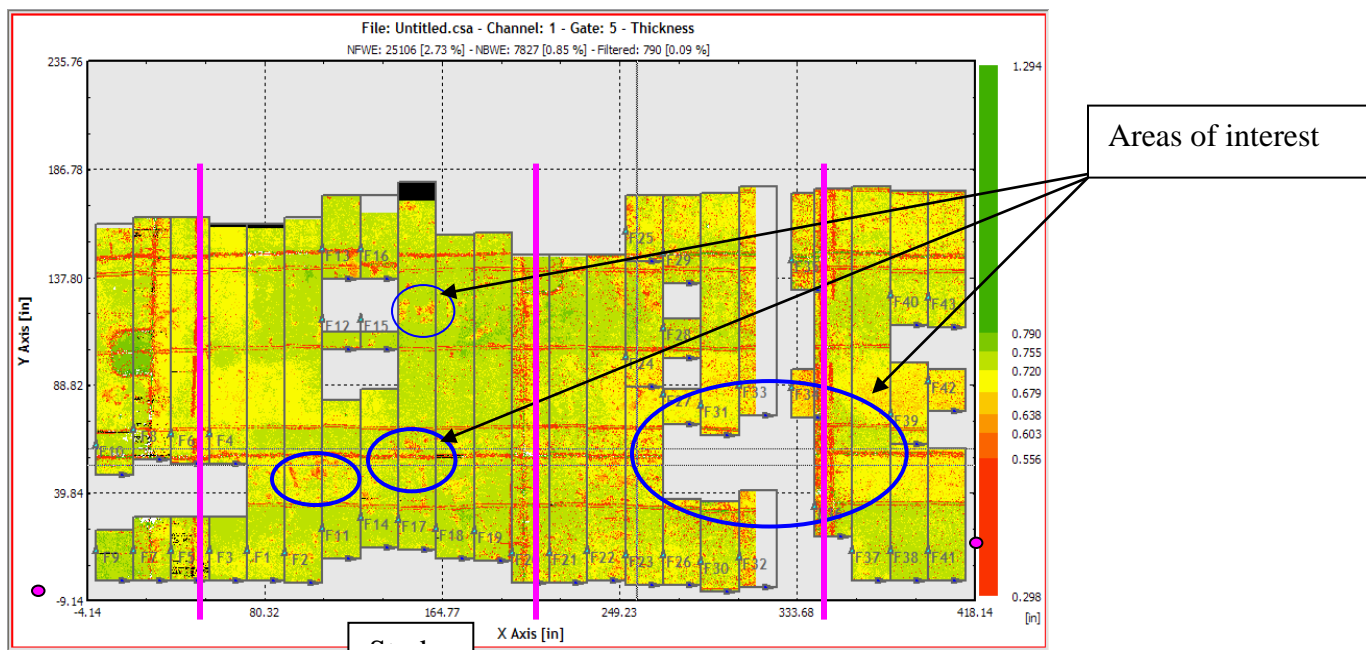 File: Untitled.csa - Channel: 1 - Gate: 5 - Thickness
NFWE: 25106 [2.73 %] - NBWE: 7827 [0.85 %] - Filtered: 790 [0.09 %]
235.76
1.294
Areas of interest
186.78
F25
F13 F16
F29
137.80
F40 F43
F12 F15
F28
0.790
0.755
F24
0.720
88.82
F42
0.679
F27
F33
F31
0.638
F39
0.603
F6 F4
F10
0.556
39.84
F11 F14 F17 F18 F19
F9 F5 F3 F1 F2
F21 F22 F23 F26 F30 F32
F37 F38 F41
-9.14
0.298
-4.14 80.32 164.77 249.23 333.68 418.14
[in]
X Axis [in]
Y Axis [in]